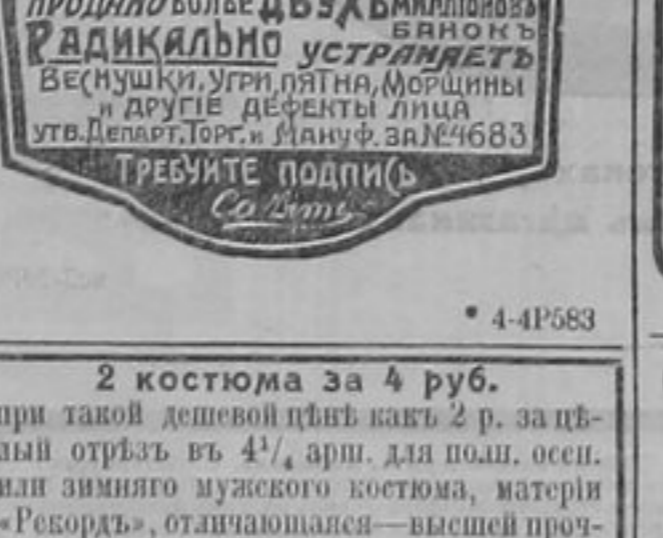 ПРОДАНО БОЛѢЕ ДВУХЪ МИЛЛІОНОВЪ
БАНОКЪ
РАДИКАЛЬНО УСТРАНЯЕТЪ
ВЕСНУШКИ, УГРИ, ПЯТНА, МОРЩИНЫ
И ДРУГІЕ ДЕФЕКТЫ ЛИЦА
УТВ. ДЕПАРТ. ТОРГ. и МАНУФ. ЗА № 4683
ТРЕБУЙТЕ ПОДПИСЬ
* 4-4Р583
2 костюма за 4 руб.
при такой дешевой цѣнѣ какъ 2 р. за цѣ-
лый отрѣзъ въ 4¹/₄ арш. для полн. осен.
или зимняго мужского костюма, матеріи
«Рекордъ», отличающаяся—высшей проч-